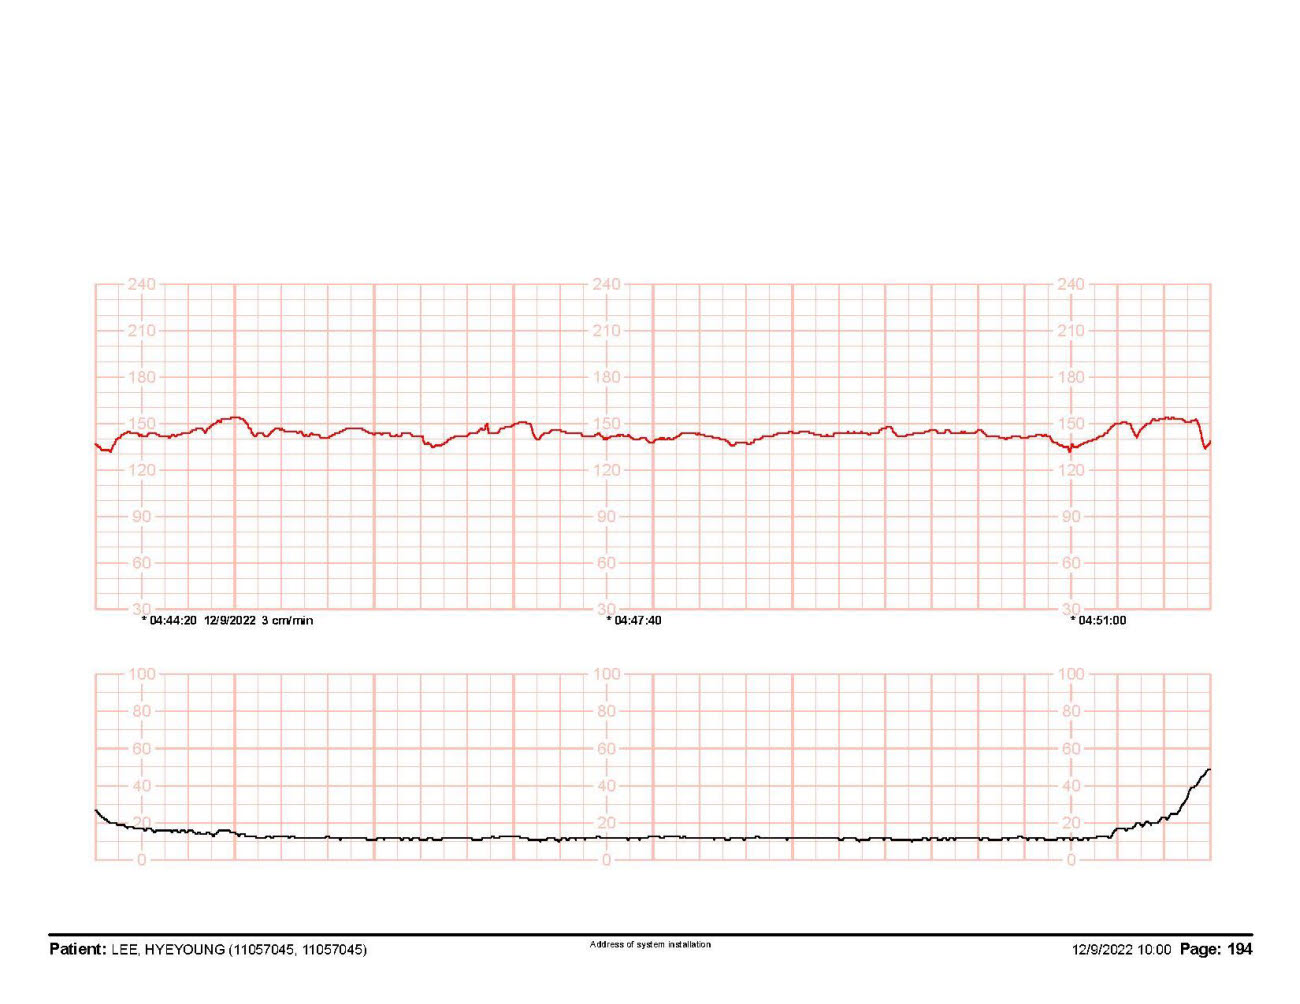 240 240 240
210 210 210
180 180 180
150 150 150
120 120 120
90 90 90
60 60 60
30 30 30
* 04:44:20 12/9/2022 3 cm/min * 04:47:40 * 04:51:00
100 100 100
80 80 80
60 60 60
40 40 40
20 20 20
0 0 0
Patient: LEE, HYEYOUNG (11057045, 11057045) Address of system installation 12/9/2022 10:00 Page: 194